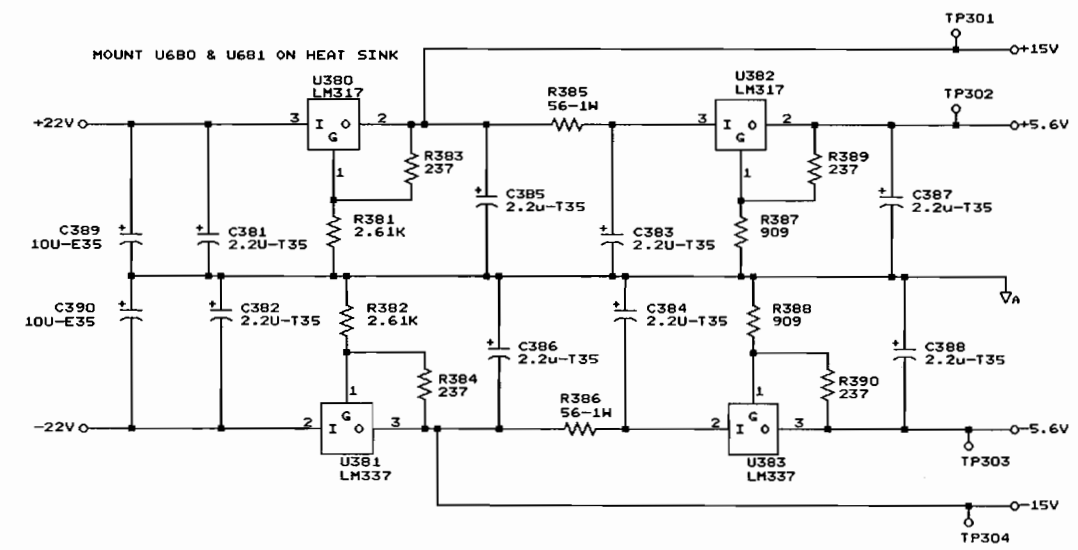 TP301
+15V
MOUNT U6B0 & U6B1 ON HEAT SINK
U380
LM317
R385
56-1W
U382
LM317
TP302
+22V
3
I
O
G
2
3
I
O
G
2
+5.6V
1
R383
237
1
R389
237
C389
10U-E35
C381
2.2U-T35
R381
2.61K
C385
2.2u-T35
C383
2.2U-T35
R387
909
C387
2.2u-T35
A
C390
10U-E35
C382
2.2U-T35
R382
2.61K
C386
2.2u-T35
C384
2.2U-T35
R388
909
C388
2.2u-T35
R384
237
R386
56-1W
R390
237
1
1
-22V
2
I
G
O
3
2
I
G
O
3
-5.6V
U381
LM337
U383
LM337
TP303
-15V
TP304